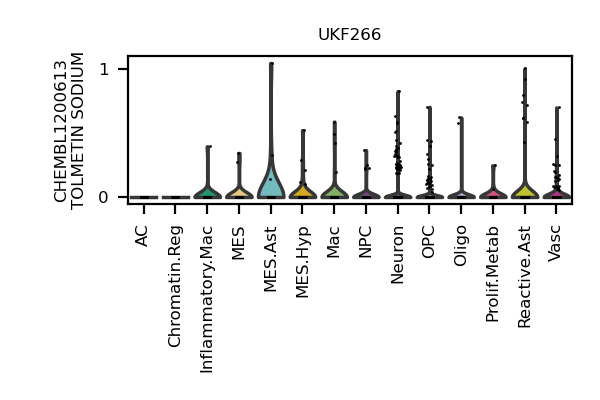 UKF266
CHEMBL1200613
TOLMETIN SODIUM
1
0
AC
Chromatin.Reg
Inflammatory.Mac
MES
MES.Ast
MES.Hyp
Mac
NPC
Neuron
OPC
Oligo
Prolif.Metab
Reactive.Ast
Vasc